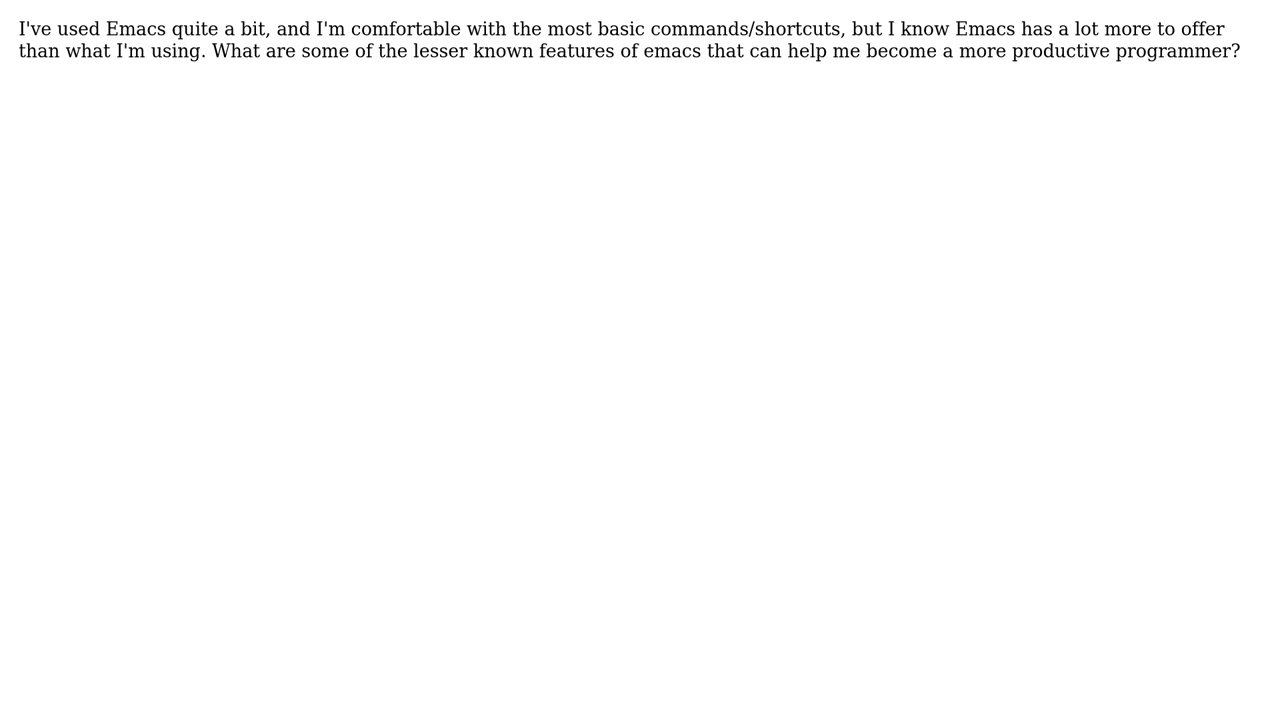 I've used Emacs quite a bit, and I'm comfortable with the most basic commands/shortcuts, but I know Emacs has a lot more to offer
than what I'm using. What are some of the lesser known features of emacs that can help me become a more productive programmer?